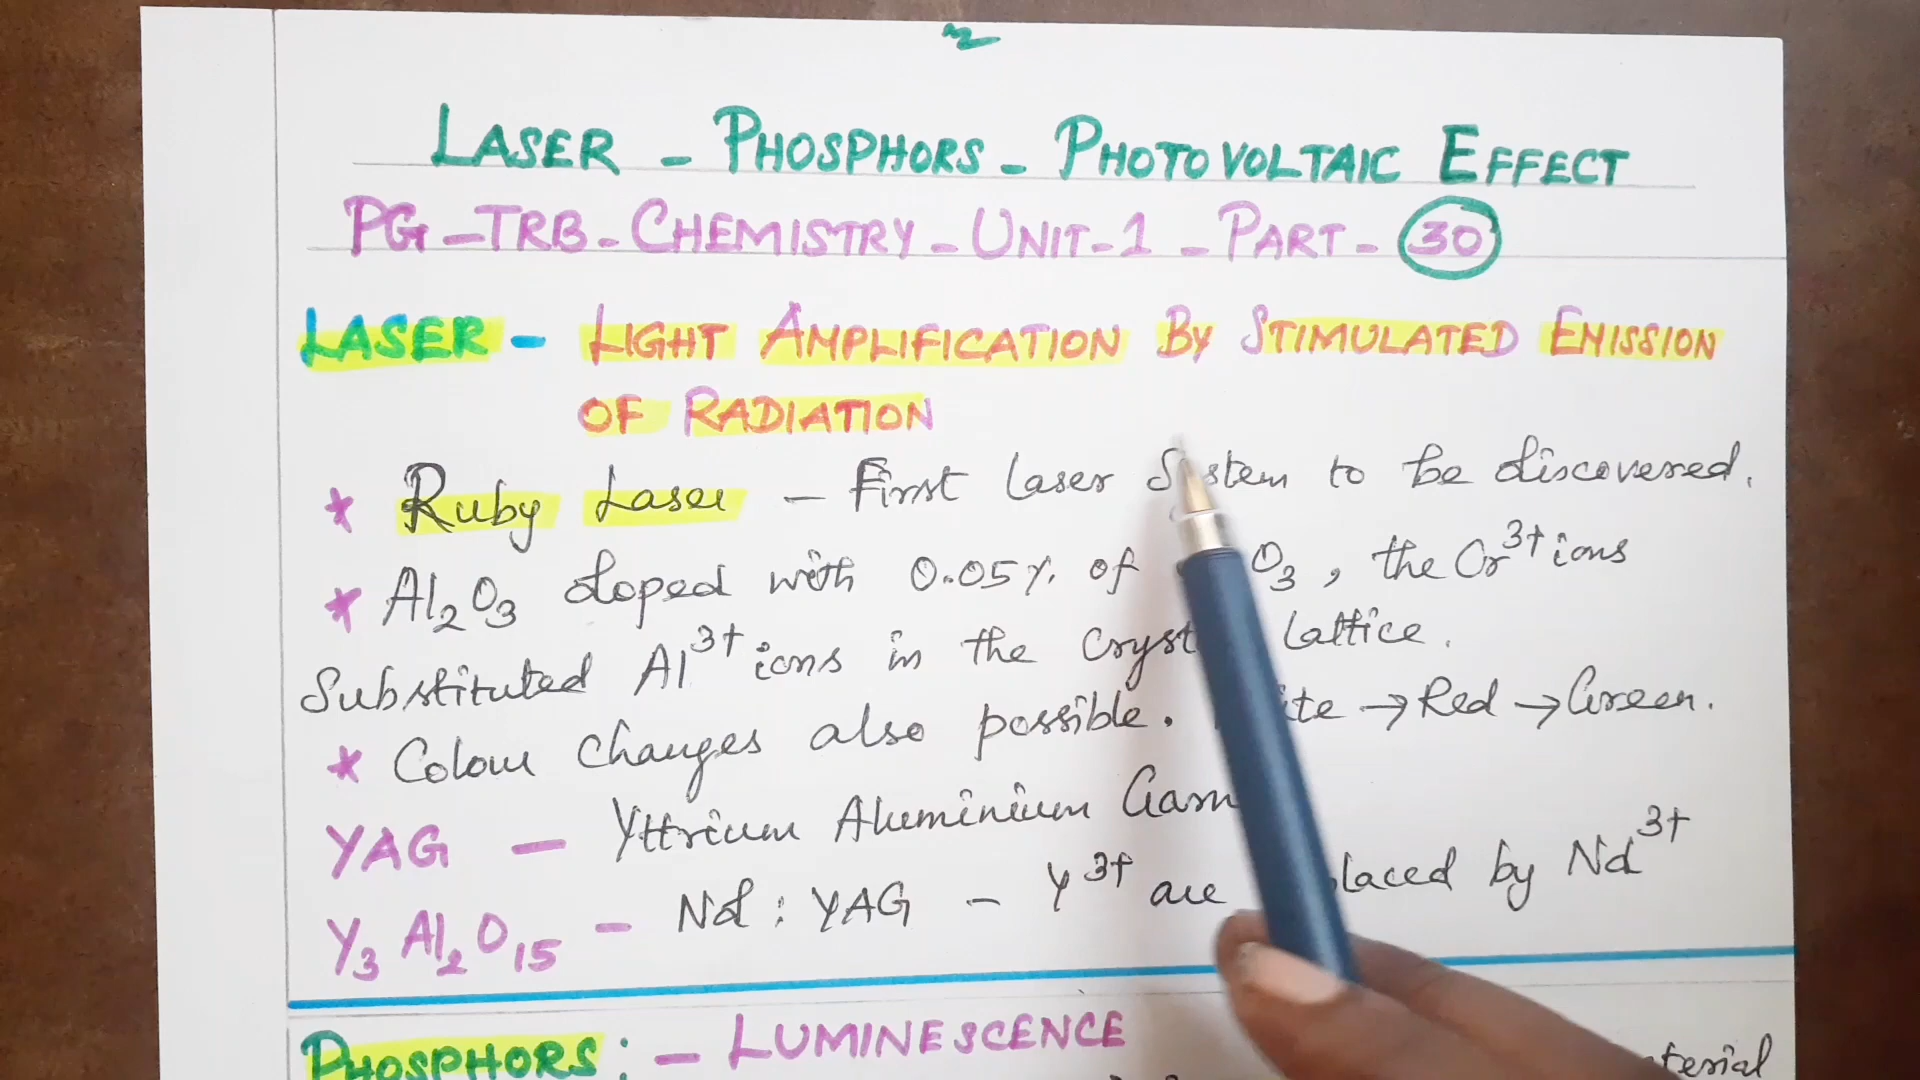 LASER - PHOSPHORS - PHOTOVOLTAIC EFFECT
PG-TRB-CHEMISTRY-UNIT-1-PART-30
LASER - LIGHT AMPLIFICATION BY STIMULATED EMISSION
OF RADIATION
* Ruby Laser - First laser to be discovered.
* Al₂O₃ doped with 0.05% of O₃, the Cr³⁺ ions
Substituted Al³⁺ ions in the lattice.
* Colour changes also possible. → Red → Green.
YAG - Yttrium Aluminium
Y₃Al₂O₁₅ - Nd : YAG - Y³⁺ are by Nd³⁺
PHOSPHORS : - LUMINESCENCE